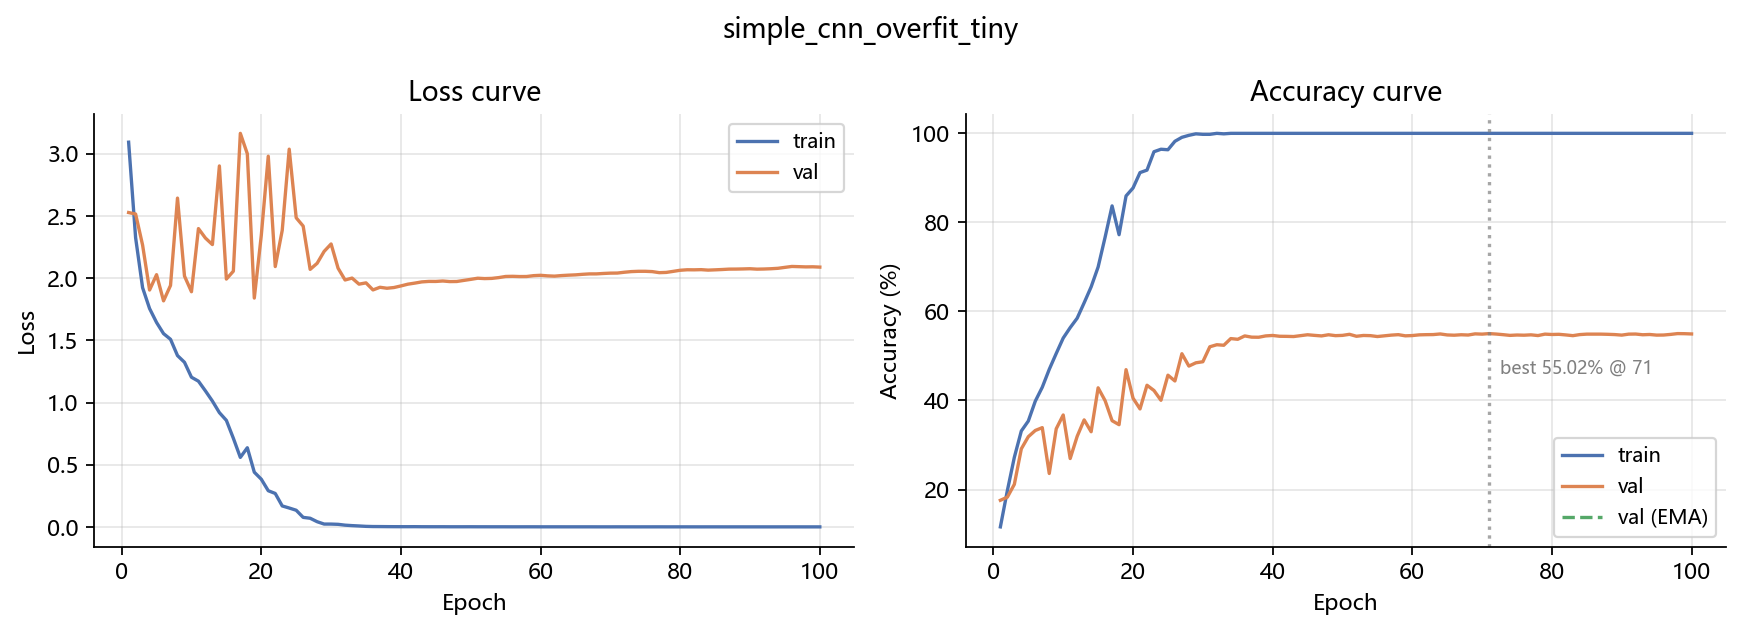 simple_cnn_overfit_tiny
Loss curve
Loss
3.0
2.5
2.0
1.5
1.0
0.5
0.0
0 20 40 60 80 100
Epoch
train
val
Accuracy curve
Accuracy (%)
100
80
60
40
20
0 20 40 60 80 100
Epoch
best 55.02% @ 71
train
val
val (EMA)